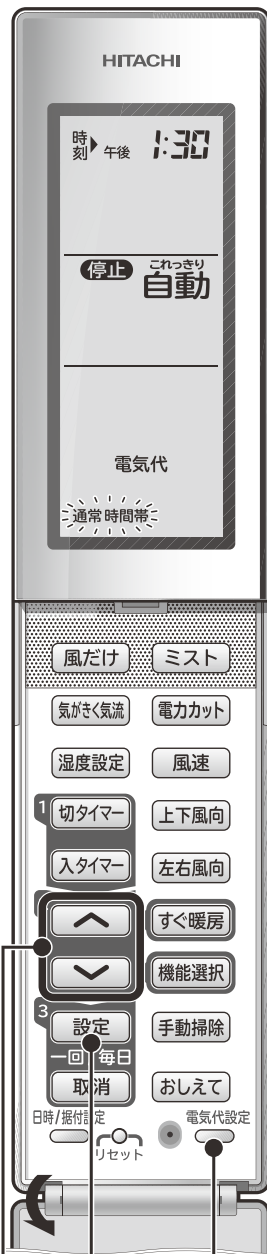 HITACHI
時刻 午後 1:30
停止 これっきり自動
電気代
通常時間帯
風だけ ミスト
気がきく気流 電力カット
湿度設定 風速
1 切タイマー 上下風向
入タイマー 左右風向
すぐ暖房
機能選択
3 設定 手動掃除
一回 毎日
取消 おしえて
日時/据付設定 リセット 電気代設定